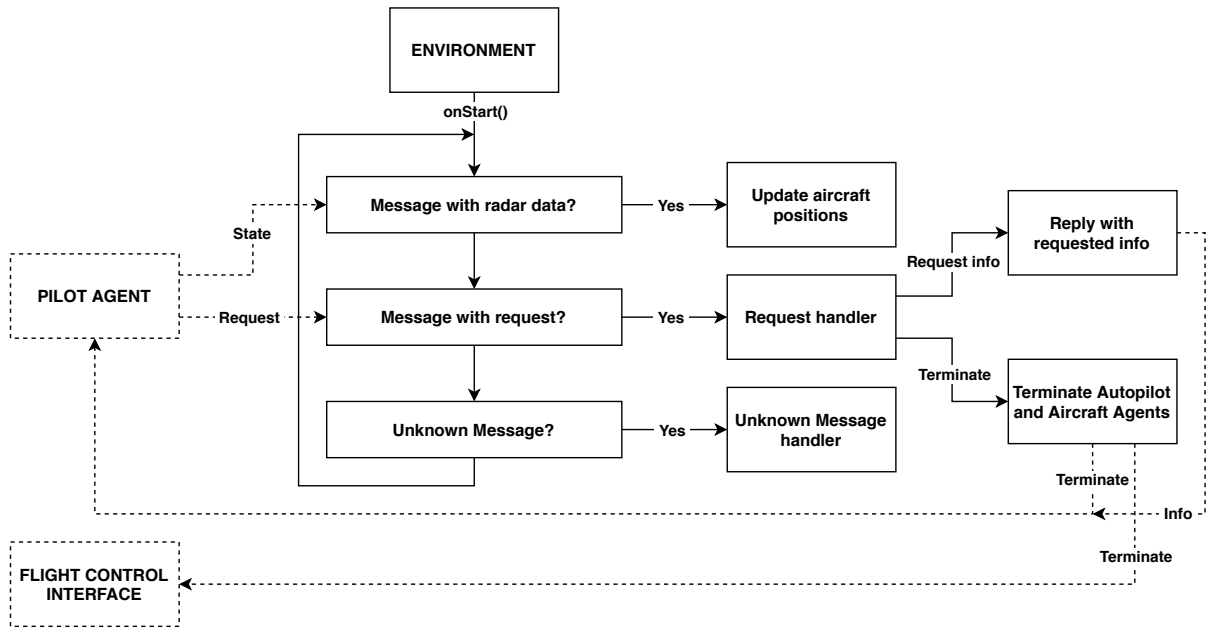 ENVIRONMENT
onStart()
Message with radar data?
Yes
Update aircraft
positions
State
Reply with
requested info
Request info
PILOT AGENT
Request
Message with request?
Yes
Request handler
Terminate
Terminate Autopilot
and Aircraft Agents
Unknown Message?
Yes
Unknown Message
handler
Terminate
Info
Terminate
FLIGHT CONTROL
INTERFACE